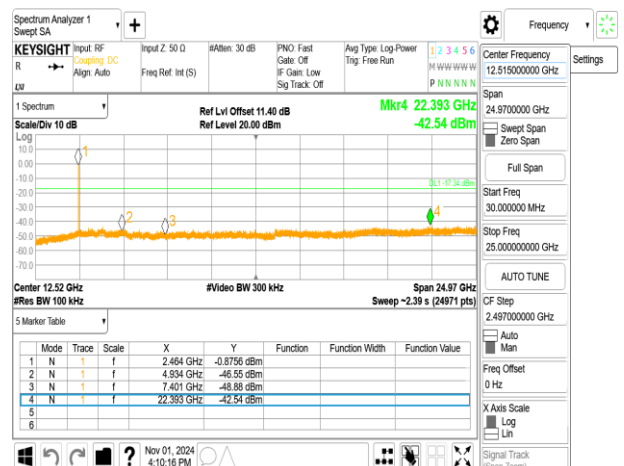 Spectrum Analyzer 1
Swept SA
Frequency
KEYSIGHT
R
LXI
Input: RF
Coupling: DC
Align: Auto
Input Z: 50 Ω
Freq Ref: Int (S)
#Atten: 30 dB
PNO: Fast
Gate: Off
IF Gain: Low
Sig Track: Off
Avg Type: Log-Power
Trig: Free Run
1 2 3 4 5 6
M W W W W W
P N N N N N
Settings
1 Spectrum
Scale/Div 10 dB
Log
Ref Lvl Offset 11.40 dB
Ref Level 20.00 dBm
Mkr4 22.393 GHz
-42.54 dBm
10.0
0.00
-10.0
-20.0
-30.0
-40.0
-50.0
-60.0
-70.0
1
2
3
4
DL1 -17.34 dBm
Center 12.52 GHz
#Res BW 100 kHz
#Video BW 300 kHz
Span 24.97 GHz
Sweep ~2.39 s (24971 pts)
5 Marker Table
Mode Trace Scale X Y Function Function Width Function Value
1 N 1 f 2.464 GHz -0.8756 dBm
2 N 1 f 4.934 GHz -46.55 dBm
3 N 1 f 7.401 GHz -48.88 dBm
4 N 1 f 22.393 GHz -42.54 dBm
5
6
?
Nov 01, 2024
4:10:16 PM
Center Frequency
12.515000000 GHz
Span
24.9700000 GHz
Swept Span
Zero Span
Full Span
Start Freq
30.000000 MHz
Stop Freq
25.000000000 GHz
AUTO TUNE
CF Step
2.497000000 GHz
Auto
Man
Freq Offset
0 Hz
X Axis Scale
Log
Lin
Signal Track